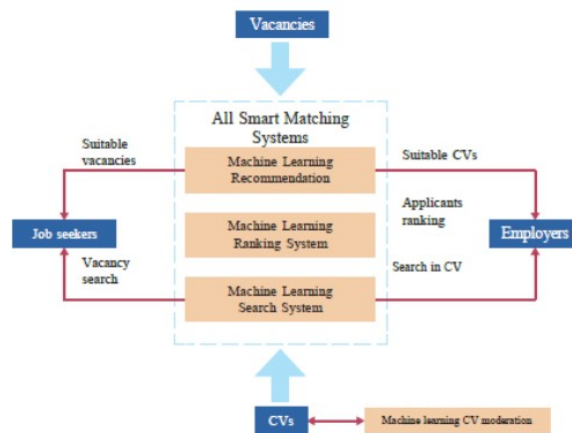 Vacancies
All Smart Matching
Systems
Suitable
vacancies
Machine Learning
Recommendation
Suitable CVs
Applicants
ranking
Job seekers
Machine Learning
Ranking System
Employers
Vacancy
search
Machine Learning
Search System
Search in CV
CVs
Machine learning CV moderation